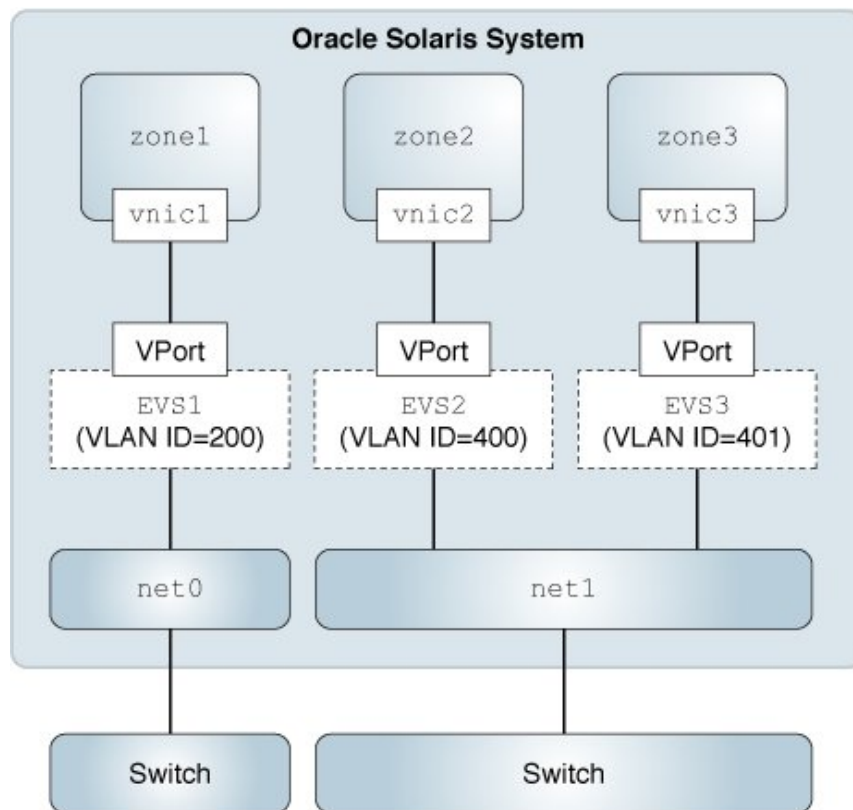 Oracle Solaris System
zone1
zone2
zone3
vnic1
vnic2
vnic3
VPort
VPort
VPort
EVS1
(VLAN ID=200)
EVS2
(VLAN ID=400)
EVS3
(VLAN ID=401)
net0
net1
Switch
Switch